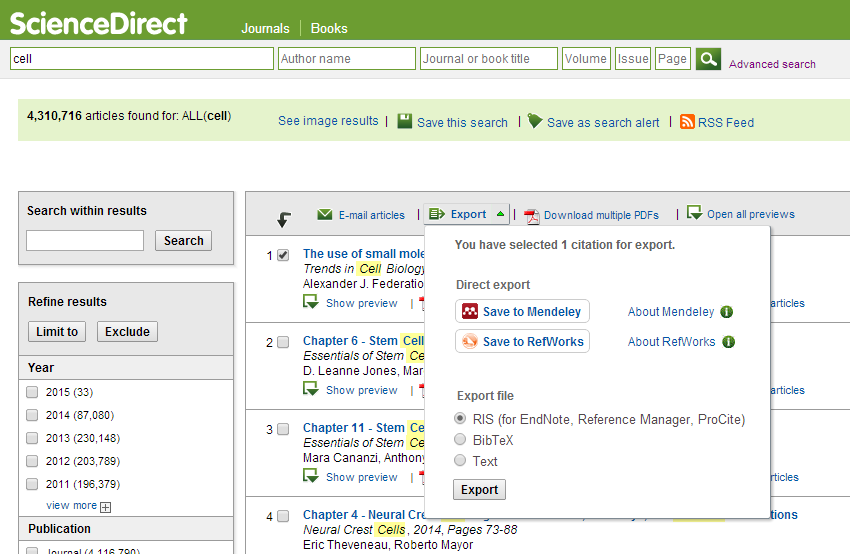 ScienceDirect Journals | Books
cell Author name Journal or book title Volume Issue Page Advanced search
4,310,716 articles found for: ALL(cell) See image results | Save this search | Save as search alert | RSS Feed
Search within results
Search
Refine results
Limit to Exclude
Year
2015 (33)
2014 (87,080)
2013 (230,148)
2012 (203,789)
2011 (196,379)
view more
Publication
Journal (4,116,790)
E-mail articles | Export | Download multiple PDFs | Open all previews
You have selected 1 citation for export.
Direct export
Save to Mendeley About Mendeley
Save to RefWorks About RefWorks
Export file
RIS (for EndNote, Reference Manager, ProCite)
BibTeX
Text
Export
1 The use of small
Trends in Cell Biology
Alexander J. Federatio
Show preview | articles
2 Chapter 6 - Stem Cell
Essentials of Stem Ce
D. Leanne Jones, Mar
Show preview | articles
3 Chapter 11 - Stem Ce
Essentials of Stem Ce
Mara Cananzi, Anthony
Show preview | articles
4 Chapter 4 - Neural Cre
Neural Crest Cells, 2014, Pages 73-88
Eric Theveneau, Roberto Mayor